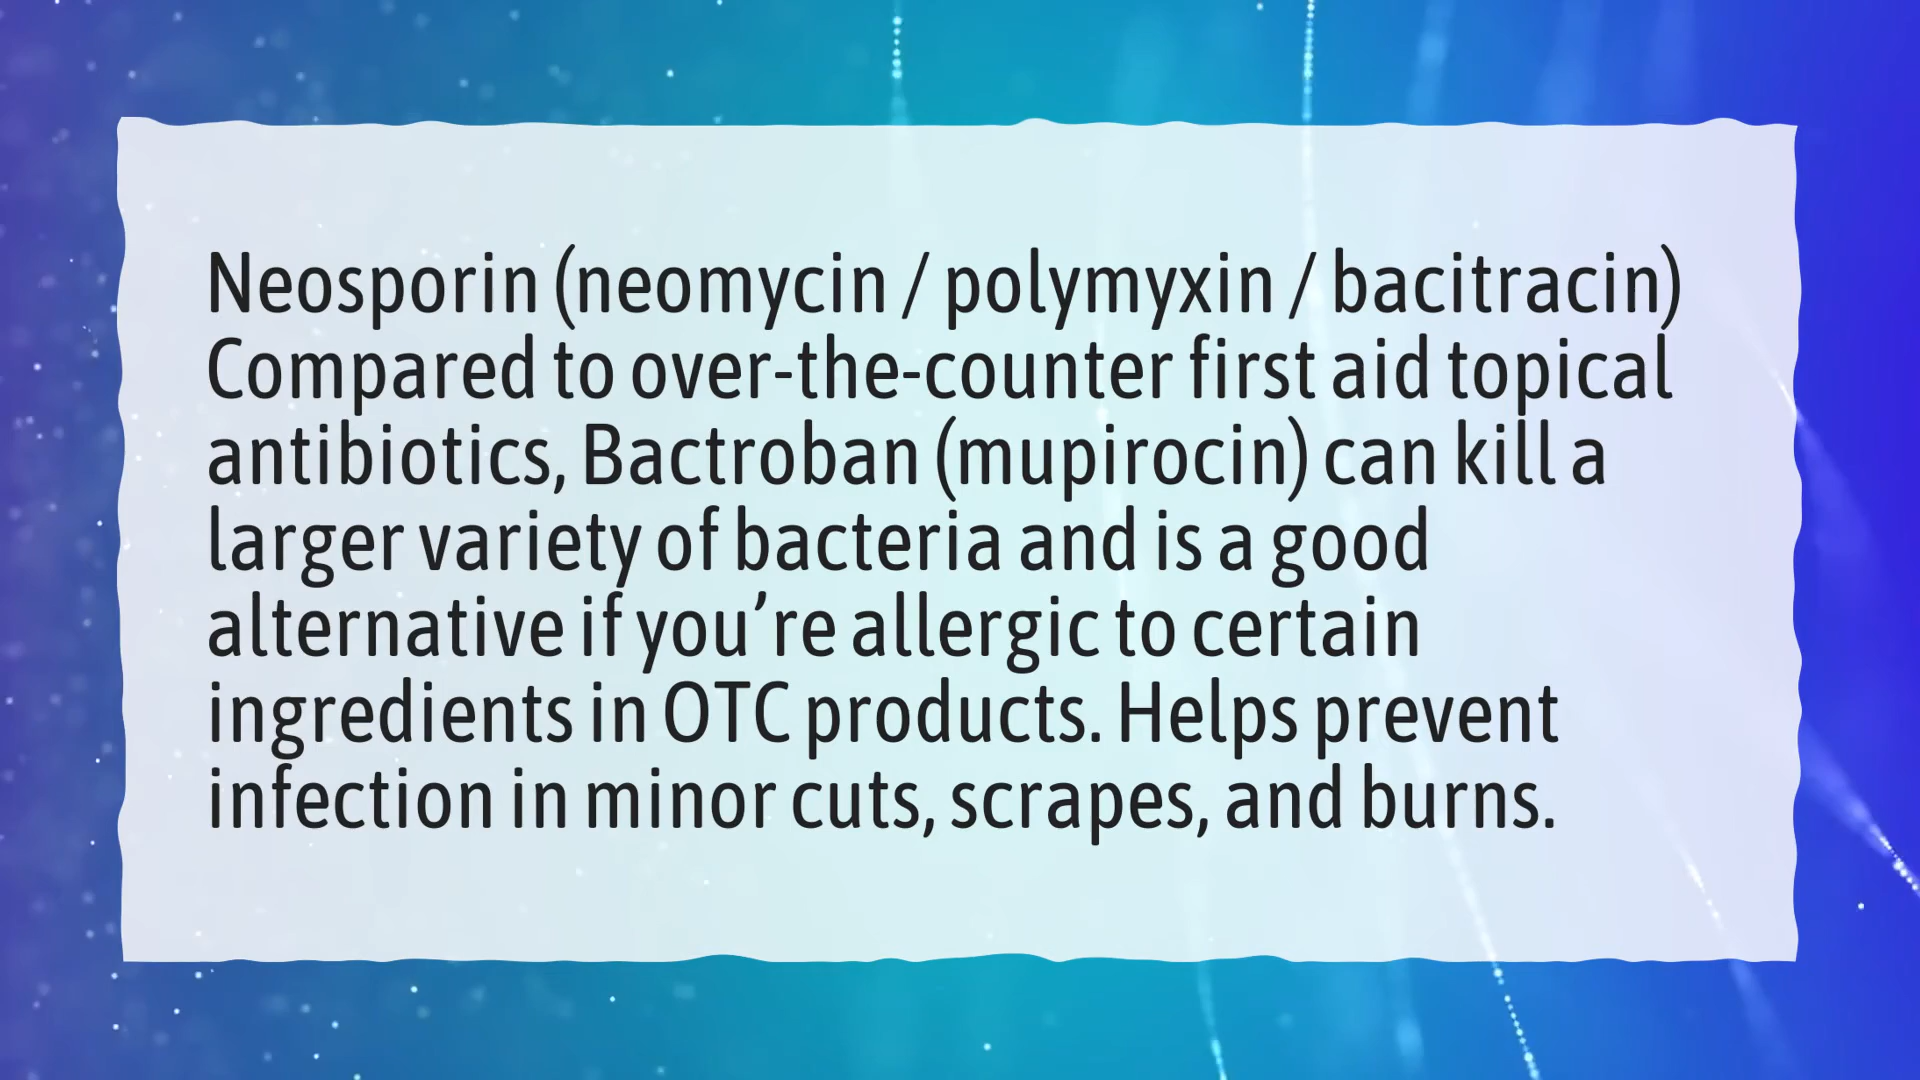 Neosporin (neomycin / polymyxin / bacitracin)
Compared to over-the-counter first aid topical
antibiotics, Bactroban (mupirocin) can kill a
larger variety of bacteria and is a good
alternative if you’re allergic to certain
ingredients in OTC products. Helps prevent
infection in minor cuts, scrapes, and burns.